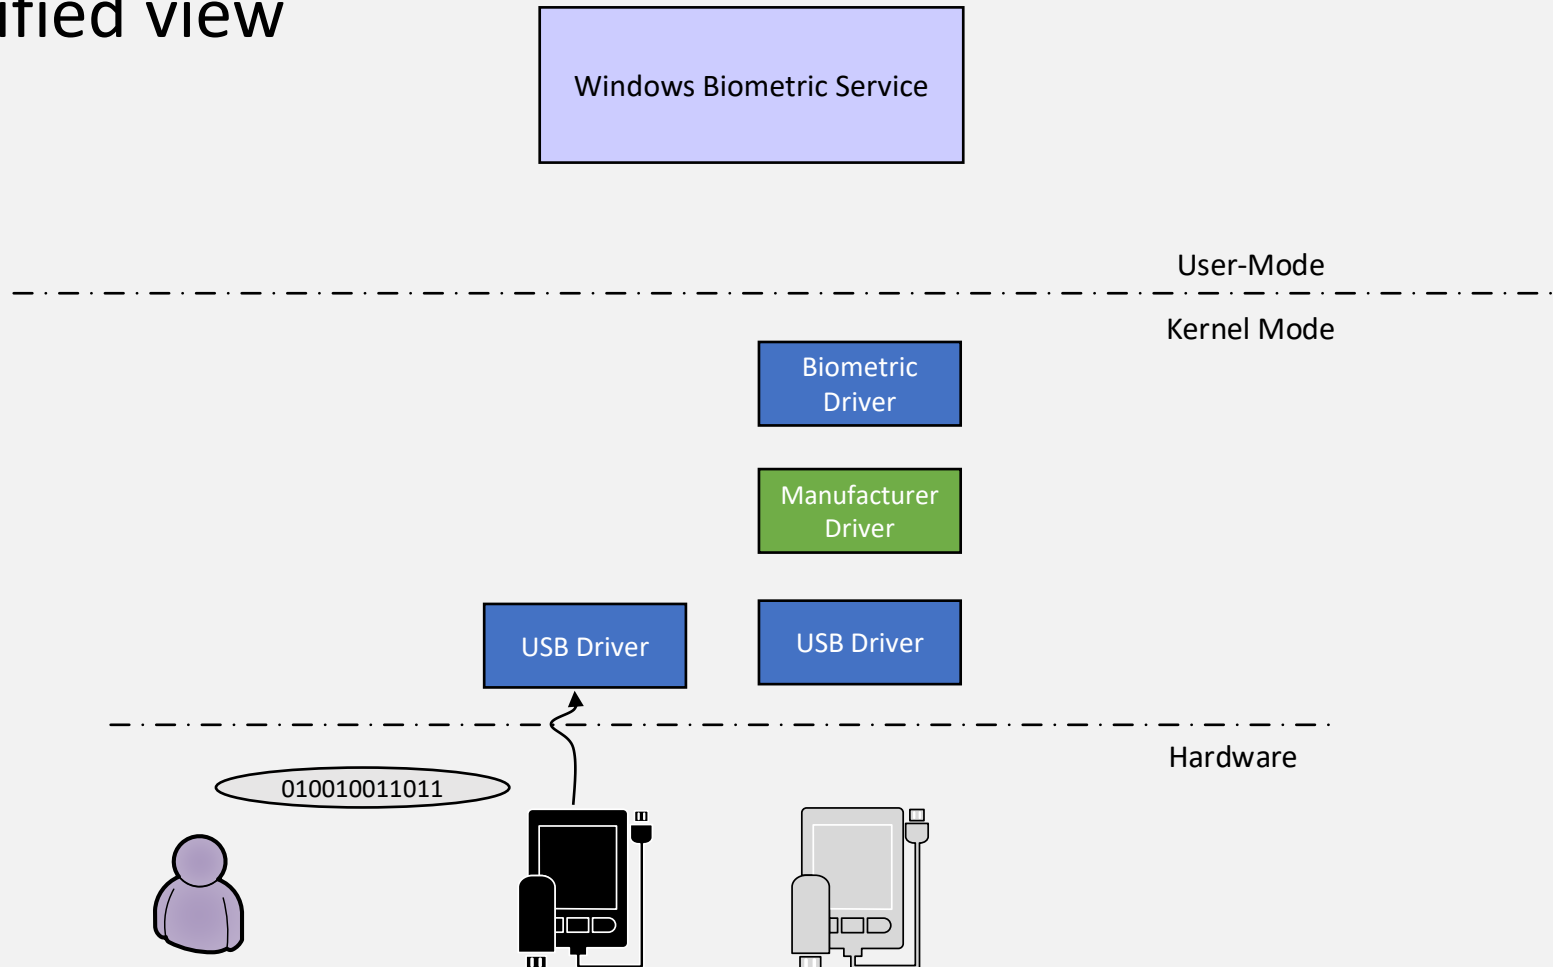 ified view
Windows Biometric Service
User-Mode
Kernel Mode
Biometric
Driver
Manufacturer
Driver
USB Driver
USB Driver
Hardware
010010011011